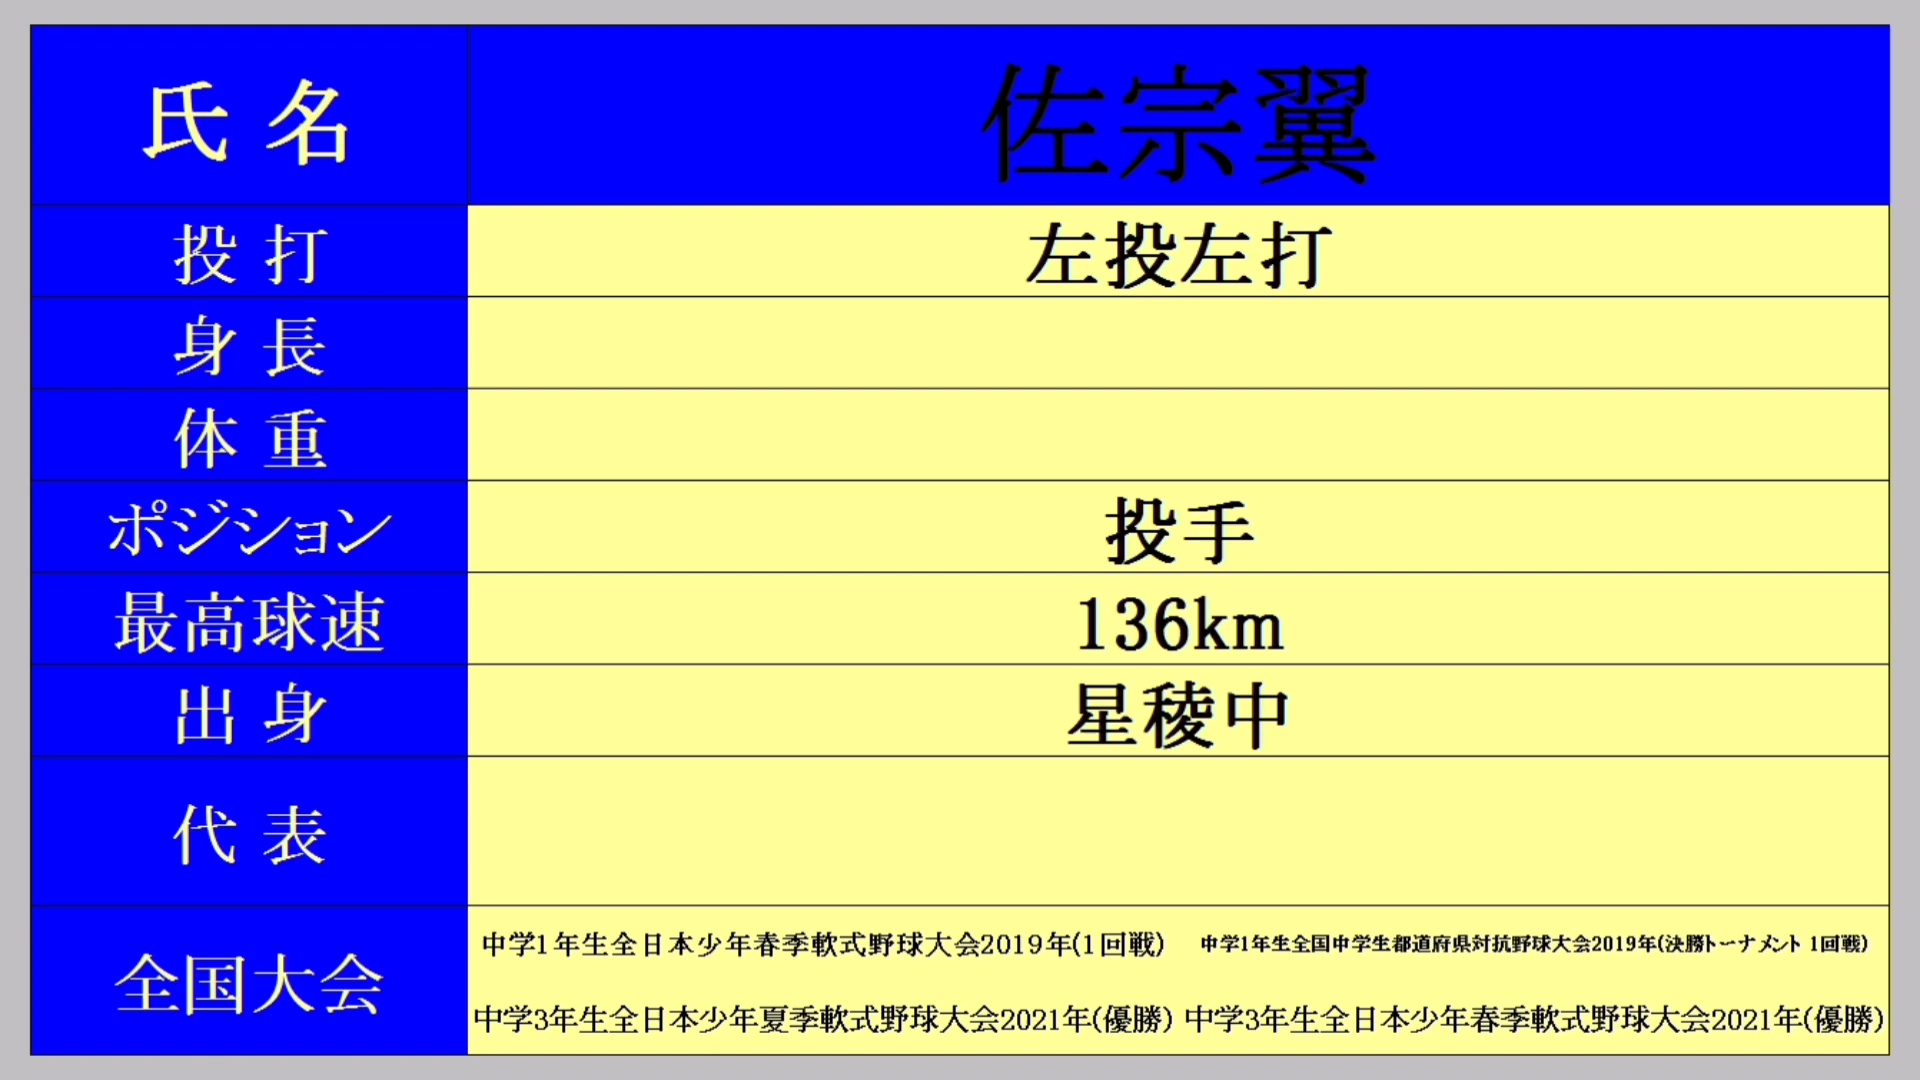 氏 名 佐宗翼
投 打 左投左打
身 長
体 重
ポジション 投手
最高球速 136km
出 身 星稜中
代 表
全国大会
中学1年生全日本少年春季軟式野球大会2019年(1回戦) 中学1年生全国中学生都道府県対抗野球大会2019年(決勝トーナメント 1回戦)
中学3年生全日本少年夏季軟式野球大会2021年(優勝) 中学3年生全日本少年春季軟式野球大会2021年(優勝)